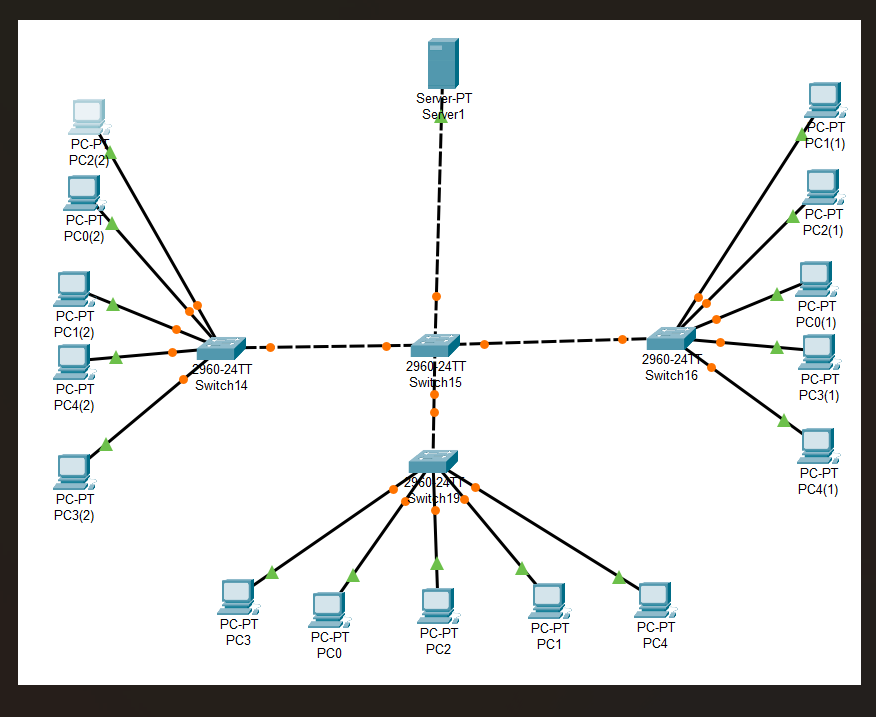 Server-PT
Server1
PC-PT
PC2(2)
PC-PT
PC0(2)
PC-PT
PC1(2)
PC-PT
PC4(2)
PC-PT
PC3(2)
2960-24TT
Switch14
2960-24TT
Switch15
2960-24TT
Switch16
PC-PT
PC1(1)
PC-PT
PC2(1)
PC-PT
PC0(1)
PC-PT
PC3(1)
PC-PT
PC4(1)
2960-24TT
Switch19
PC-PT
PC3
PC-PT
PC0
PC-PT
PC2
PC-PT
PC1
PC-PT
PC4